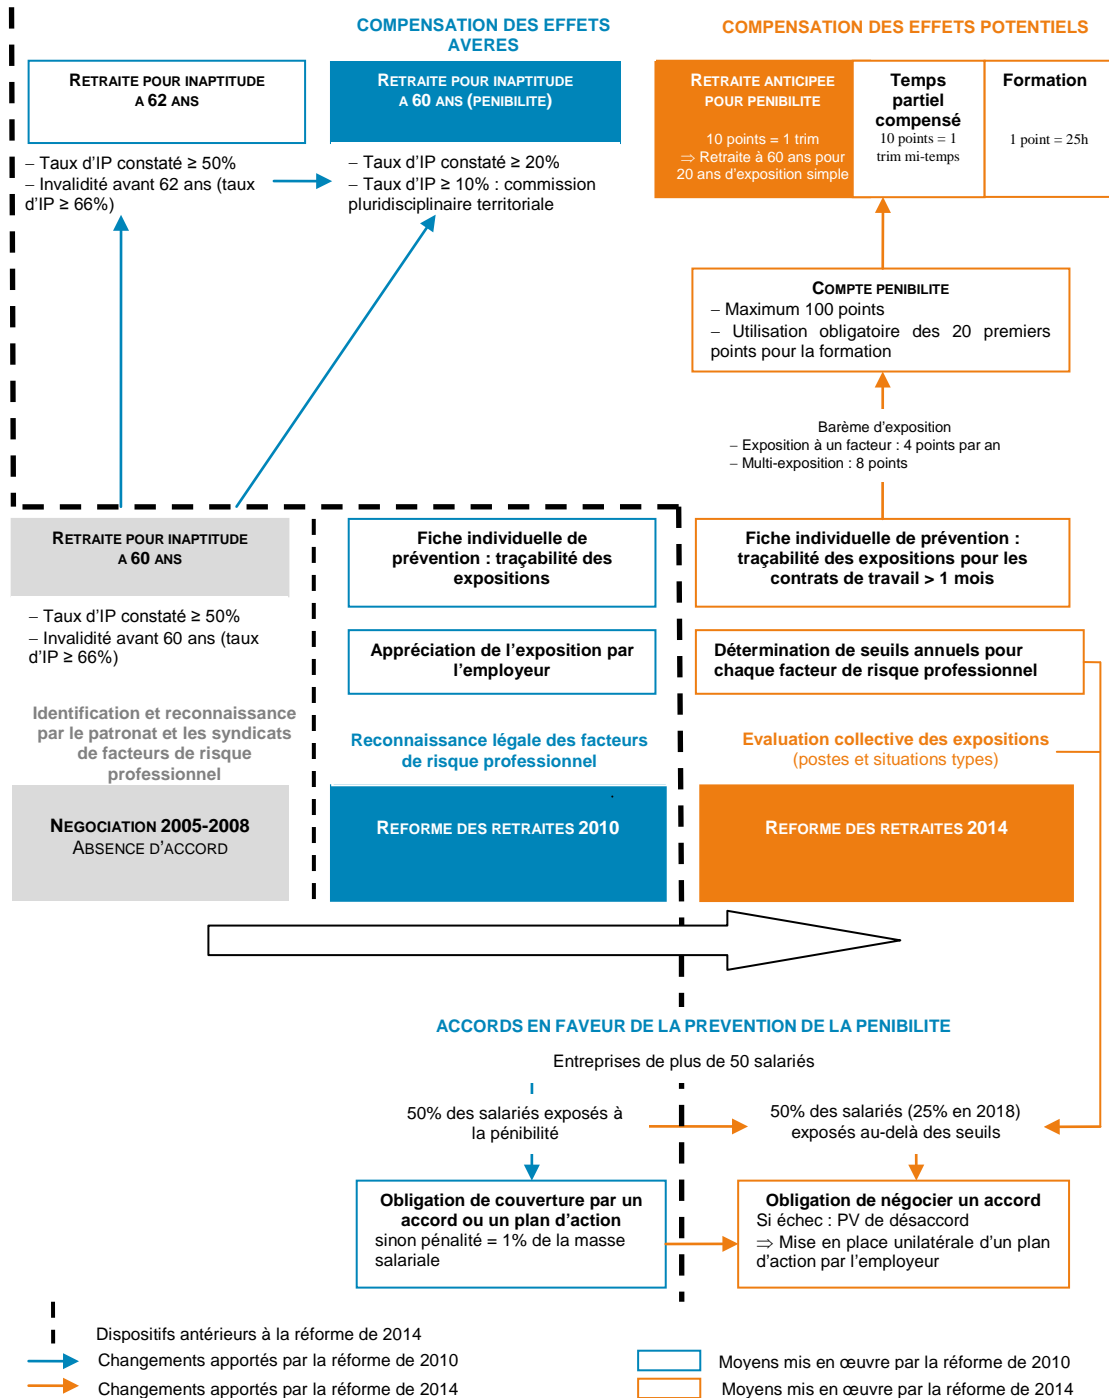 COMPENSATION DES EFFETS
AVERES
COMPENSATION DES EFFETS POTENTIELS
RETRAITE POUR INAPTITUDE
A 62 ANS
RETRAITE POUR INAPTITUDE
A 60 ANS (PENIBILITE)
RETRAITE ANTICIPEE
POUR PENIBILITE
10 points = 1 trim
⇒ Retraite à 60 ans pour
20 ans d'exposition simple
Temps
partiel
compensé
10 points = 1
trim mi-temps
Formation
1 point = 25h
– Taux d'IP constaté ≥ 50%
– Invalidité avant 62 ans (taux
d'IP ≥ 66%)
– Taux d'IP constaté ≥ 20%
– Taux d'IP ≥ 10% : commission
pluridisciplinaire territoriale
COMPTE PENIBILITE
– Maximum 100 points
– Utilisation obligatoire des 20 premiers
points pour la formation
Barème d'exposition
– Exposition à un facteur : 4 points par an
– Multi-exposition : 8 points
RETRAITE POUR INAPTITUDE
A 60 ANS
– Taux d'IP constaté ≥ 50%
– Invalidité avant 60 ans (taux
d'IP ≥ 66%)
Fiche individuelle de
prévention : traçabilité des
expositions
Fiche individuelle de prévention :
traçabilité des expositions pour les
contrats de travail > 1 mois
Appréciation de l'exposition par
l'employeur
Détermination de seuils annuels pour
chaque facteur de risque professionnel
Identification et reconnaissance
par le patronat et les syndicats
de facteurs de risque
professionnel
Reconnaissance légale des facteurs
de risque professionnel
Evaluation collective des expositions
(postes et situations types)
NEGOCIATION 2005-2008
ABSENCE D'ACCORD
REFORME DES RETRAITES 2010
REFORME DES RETRAITES 2014
ACCORDS EN FAVEUR DE LA PREVENTION DE LA PENIBILITE
Entreprises de plus de 50 salariés
50% des salariés exposés à
la pénibilité
50% des salariés (25% en 2018)
exposés au-delà des seuils
Obligation de couverture par un
accord ou un plan d'action
sinon pénalité = 1% de la masse
salariale
Obligation de négocier un accord
Si échec : PV de désaccord
⇒ Mise en place unilatérale d'un plan
d'action par l'employeur
Dispositifs antérieurs à la réforme de 2014
Changements apportés par la réforme de 2010
Changements apportés par la réforme de 2014
Moyens mis en œuvre par la réforme de 2010
Moyens mis en œuvre par la réforme de 2014